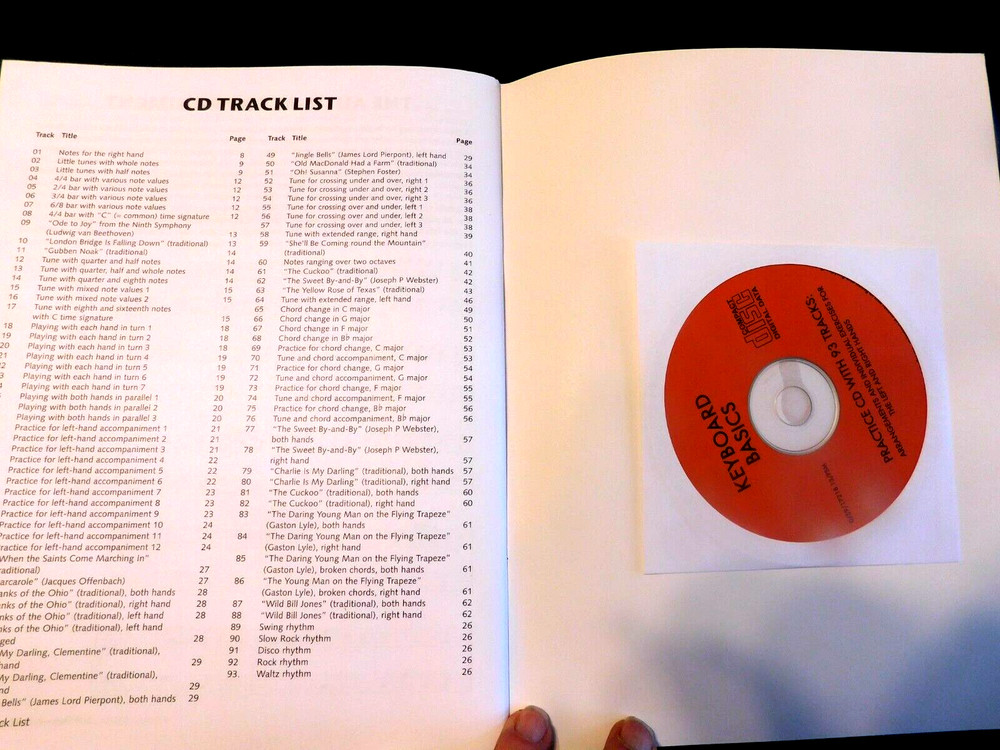 CD TRACK LIST
Track Title Page
01 Notes for the right hand 8
02 Little tunes with whole notes 9
03 Little tunes with half notes 9
04 4/4 bar with various note values 12
05 2/4 bar with various note values 12
06 3/4 bar with various note values 12
07 6/8 bar with various note values 12
08 4/4 bar with "C" (= common) time signature 12
09 "Ode to Joy" from the Ninth Symphony
(Ludwig van Beethoven) 13
10 "London Bridge Is Falling Down" (traditional) 13
11 "Gubben Noak" (traditional) 14
12 Tune with quarter and half notes 14
13 Tune with quarter, half and whole notes 14
14 Tune with quarter and eighth notes 14
15 Tune with mixed note values 1 15
16 Tune with mixed note values 2 15
17 Tune with eighth and sixteenth notes
with C time signature 15
18 Playing with each hand in turn 1 18
19 Playing with each hand in turn 2 18
20 Playing with each hand in turn 3 18
21 Playing with each hand in turn 4 19
2 Playing with each hand in turn 5 19
Playing with each hand in turn 6 19
Playing with each hand in turn 7 19
Playing with both hands in parallel 1 20
Playing with both hands in parallel 2 20
Playing with both hands in parallel 3 20
Practice for left-hand accompaniment 1 21
Practice for left-hand accompaniment 2 21
Practice for left-hand accompaniment 3 21
Practice for left-hand accompaniment 4 22
Practice for left-hand accompaniment 5 22
Practice for left-hand accompaniment 6 22
Practice for left-hand accompaniment 7 23
Practice for left-hand accompaniment 8 23
Practice for left-hand accompaniment 9 23
Practice for left-hand accompaniment 10 24
Practice for left-hand accompaniment 11 24
Practice for left-hand accompaniment 12 24
When the Saints Come Marching In"
aditional) 27
arcarole" (Jacques Offenbach) 27
anks of the Ohio" (traditional), both hands 28
anks of the Ohio" (traditional), right hand 28
nks of the Ohio" (traditional), left hand 28
nks of the Ohio" (traditional), left hand
ged 28
My Darling, Clementine" (traditional),
hand 29
My Darling, Clementine" (traditional),
nd 29
Bells" (James Lord Pierpont), both hands 29
ck List
Track Title Page
49 "Jingle Bells" (James Lord Pierpont), left hand 29
50 "Old MacDonald Had a Farm" (traditional) 34
51 "Oh! Susanna" (Stephen Foster) 34
52 Tune for crossing under and over, right 1 36
53 Tune for crossing under and over, right 2 36
54 Tune for crossing under and over, right 3 36
55 Tune for crossing over and under, left 1 38
56 Tune for crossing over and under, left 2 38
57 Tune for crossing over and under, left 3 38
58 Tune with extended range, right hand 39
59 "She'll Be Coming round the Mountain"
(traditional) 40
60 Notes ranging over two octaves 41
61 "The Cuckoo" (traditional) 42
62 "The Sweet By-and-By" (Joseph P Webster) 42
63 "The Yellow Rose of Texas" (traditional) 43
64 Tune with extended range, left hand 46
65 Chord change in C major 49
66 Chord change in G major 50
67 Chord change in F major 51
68 Chord change in B♭ major 52
69 Practice for chord change, C major 53
70 Tune and chord accompaniment, C major 53
71 Practice for chord change, G major 54
72 Tune and chord accompaniment, G major 54
73 Practice for chord change, F major 55
74 Tune and chord accompaniment, F major 55
75 Practice for chord change, B♭ major 56
76 Tune and chord accompaniment, B♭ major 56
77 "The Sweet By-and-By" (Joseph P Webster),
both hands 57
78 "The Sweet By-and-By" (Joseph P Webster),
right hand 57
79 "Charlie Is My Darling" (traditional), both hands 57
80 "Charlie Is My Darling" (traditional), right hand 57
81 "The Cuckoo" (traditional), both hands 60
82 "The Cuckoo" (traditional), right hand 60
83 "The Daring Young Man on the Flying Trapeze"
(Gaston Lyle), both hands 61
84 "The Daring Young Man on the Flying Trapeze"
(Gaston Lyle), right hand 61
85 "The Daring Young Man on the Flying Trapeze"
(Gaston Lyle), broken chords, both hands 61
86 "The Young Man on the Flying Trapeze"
(Gaston Lyle), broken chords, right hand 61
87 "Wild Bill Jones" (traditional), both hands 62
88 "Wild Bill Jones" (traditional), right hand 62
89 Swing rhythm 26
90 Slow Rock rhythm 26
91 Disco rhythm 26
92 Rock rhythm 26
93. Waltz rhythm 26
KEYBOARD
BASICS
COMPACT
disc
DIGITAL DATA
PRACTICE CD WITH 93 TRACKS:
ARRANGEMENTS AND INDIVIDUAL EXERCISES FOR
THE LEFT AND RIGHT HANDS